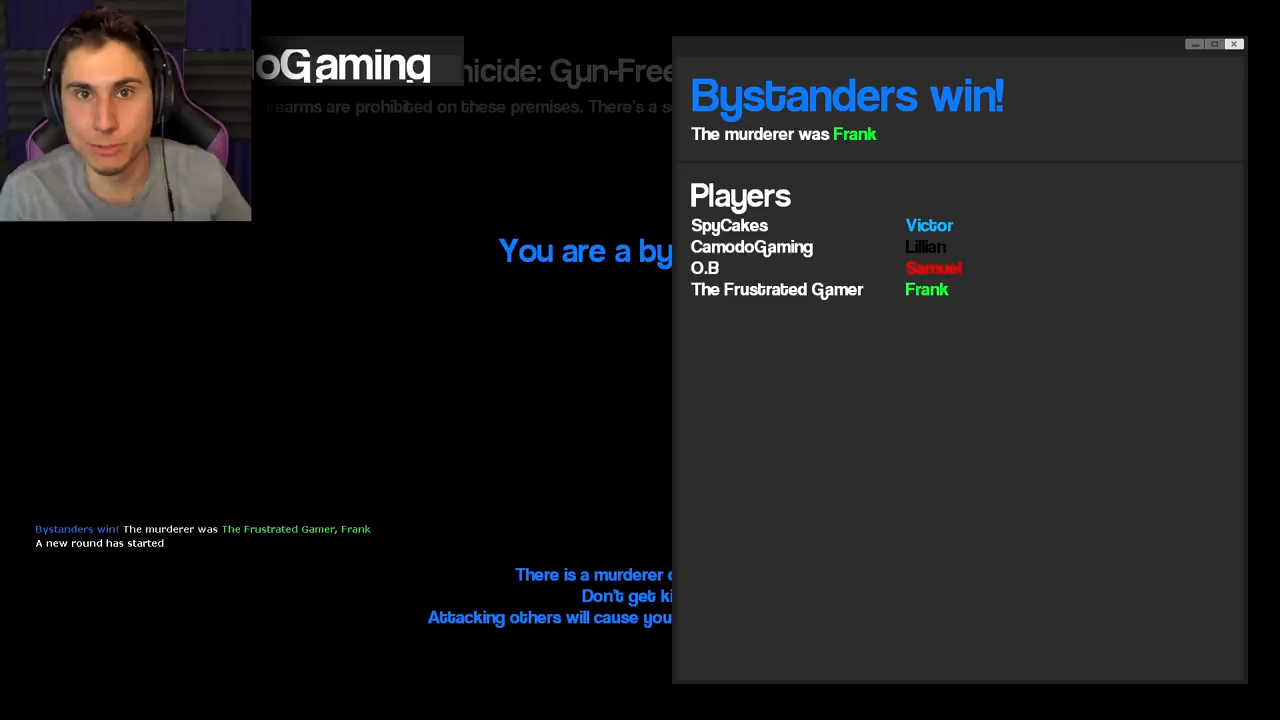 oGaming
nicide: Gun-Free
rearms are prohibited on these premises. There's a s
You are a by
Bystanders win! The murderer was The Frustrated Gamer, Frank
A new round has started
There is a murderer
Don't get ki
Attacking others will cause you
Bystanders win!
The murderer was Frank
Players
SpyCakes Victor
CamodoGaming Lillian
O.B Samuel
The Frustrated Gamer Frank